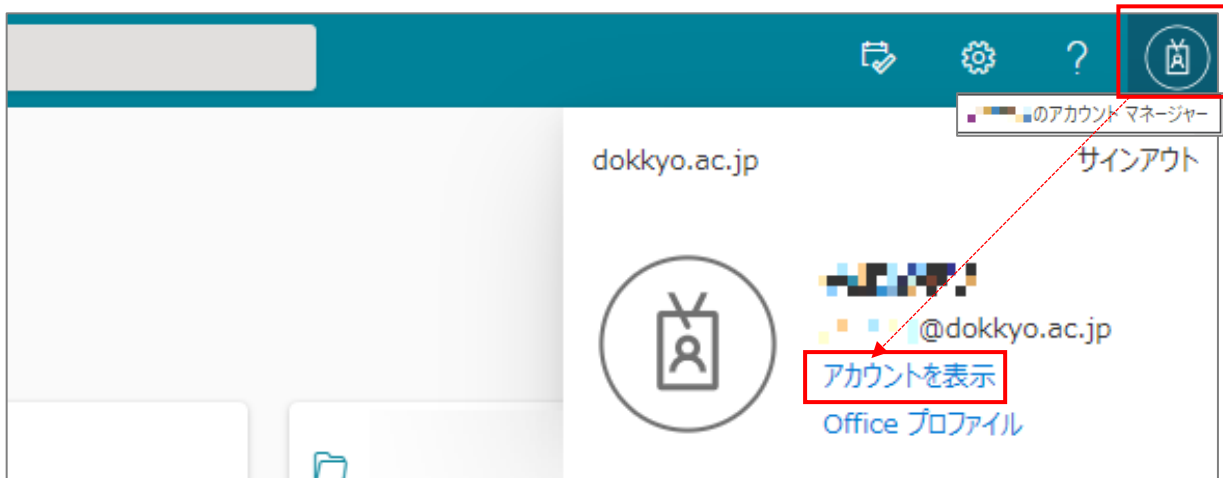 ?
のアカウント マネージャー
dokkyo.ac.jp
サインアウト
@dokkyo.ac.jp
アカウントを表示
Office プロファイル